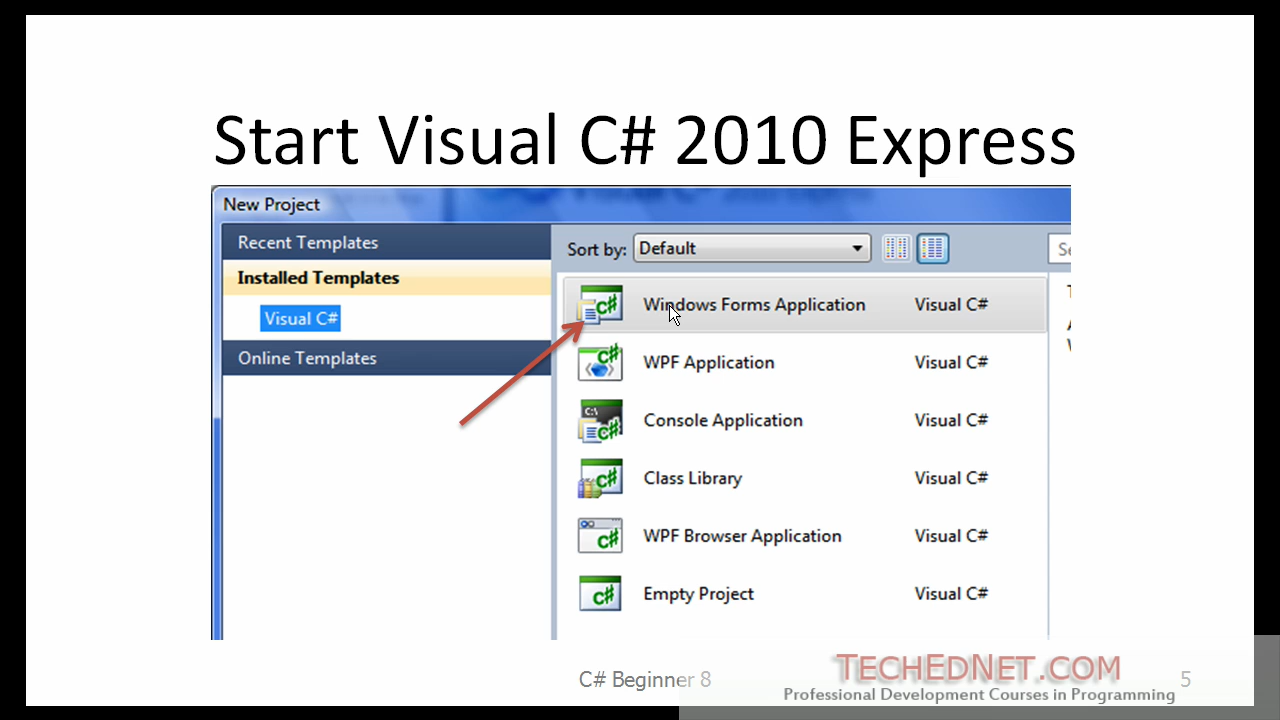 Start Visual C# 2010 Express
New Project
Recent Templates
Installed Templates
Visual C#
Online Templates
Sort by: Default
Windows Forms Application Visual C#
WPF Application Visual C#
Console Application Visual C#
Class Library Visual C#
WPF Browser Application Visual C#
Empty Project Visual C#
C# Beginner 8
TECHEDNET.COM
Professional Development Courses in Programming
5